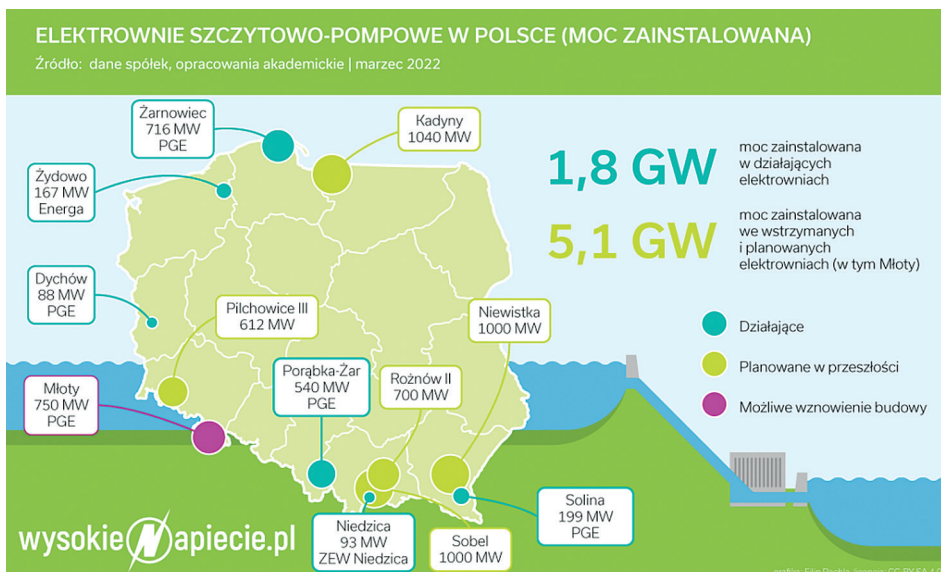 ELEKTROWNIE SZCZYTOWO-POMPOWE W POLSCE (MOC ZAINSTALOWANA)
Źródło: dane spółek, opracowania akademickie | marzec 2022
Żarnowiec
716 MW
PGE
Kadyny
1040 MW
1,8 GW
moc zainstalowana
w działających
elektrowniach
Żydowo
167 MW
Energa
5,1 GW
moc zainstalowana
we wstrzymanych
i planowanych
elektrowniach (w tym Młoty)
Dychów
88 MW
PGE
Pilchowice III
612 MW
Niewistka
1000 MW
Działające
Planowane w przeszłości
Możliwe wznowienie budowy
Młoty
750 MW
PGE
Porąbka-Żar
540 MW
PGE
Rożnów II
700 MW
Niedzica
93 MW
ZEW Niedzica
Sobel
1000 MW
Solina
199 MW
PGE
wysokieNapiecie.pl